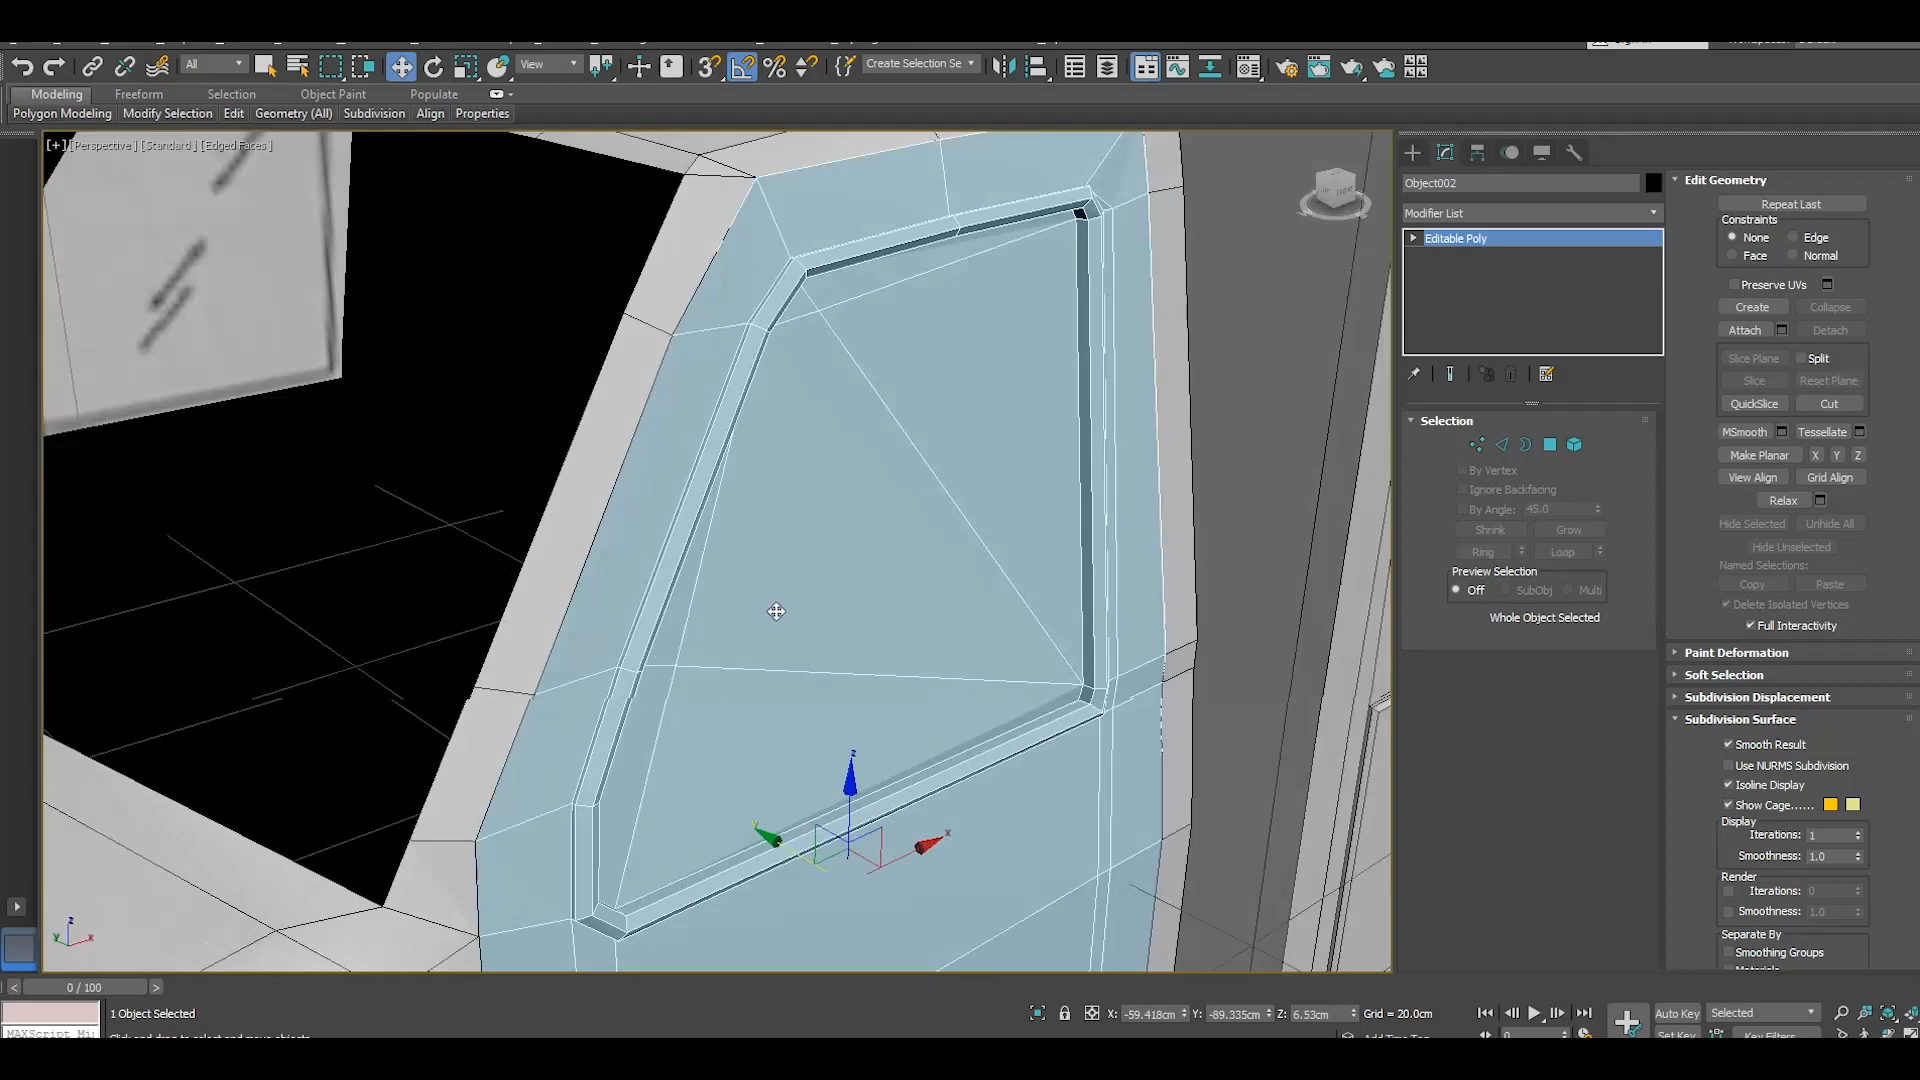 All
View
Create Selection Se
Modeling
Freeform
Selection
Object Paint
Populate
Polygon Modeling
Modify Selection
Edit
Geometry (All)
Subdivision
Align
Properties
[+] [Perspective ] [Standard ] [Edged Faces ]
Object002
Modifier List
Editable Poly
Selection
By Vertex
Ignore Backfacing
By Angle: 45.0
Shrink Grow
Ring Loop
Preview Selection
Off SubObj Multi
Whole Object Selected
Edit Geometry
Repeat Last
Constraints
None Edge
Face Normal
Preserve UVs
Create Collapse
Attach Detach
Slice Plane Split
Slice Reset Plane
QuickSlice Cut
MSmooth Tessellate
Make Planar X Y Z
View Align Grid Align
Relax
Hide Selected Unhide All
Hide Unselected
Named Selections:
Copy Paste
Delete Isolated Vertices
Full Interactivity
Paint Deformation
Soft Selection
Subdivision Displacement
Subdivision Surface
Smooth Result
Use NURMS Subdivision
Isoline Display
Show Cage......
Display
Iterations: 1
Smoothness: 1.0
Render
Iterations: 0
Smoothness: 1.0
Separate By
Smoothing Groups
z
y
x
z
y
x
< 0 / 100 >
1 Object Selected
X: -59.418cm Y: -89.335cm Z: 6.53cm Grid = 20.0cm
Auto Key Selected